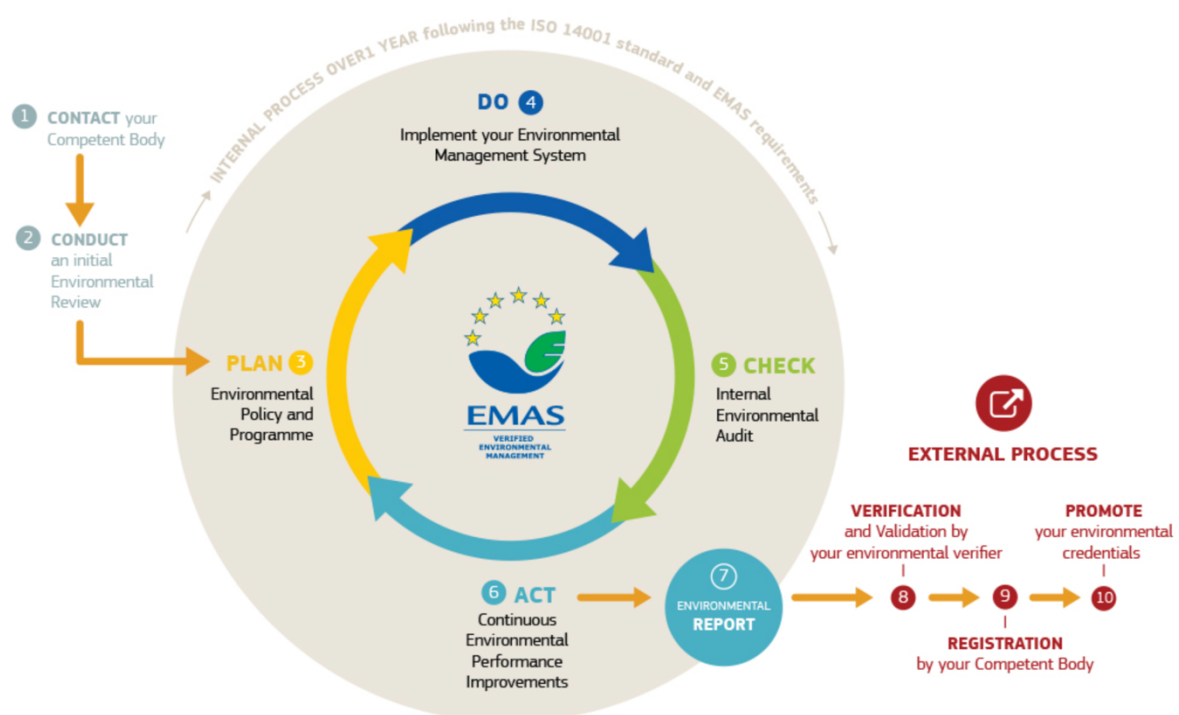 INTERNAL PROCESS OVER1 YEAR following the ISO 14001 standard and EMAS requirements
1 CONTACT your
Competent Body
2 CONDUCT
an initial
Environmental
Review
PLAN 3
Environmental
Policy and
Programme
DO 4
Implement your Environmental
Management System
5 CHECK
Internal
Environmental
Audit
EMAS
VERIFIED
ENVIRONMENTAL
MANAGEMENT
6 ACT
Continuous
Environmental
Performance
Improvements
7
ENVIRONMENTAL
REPORT
EXTERNAL PROCESS
VERIFICATION
and Validation by
your environmental verifier
8
9
REGISTRATION
by your Competent Body
PROMOTE
your environmental
credentials
10